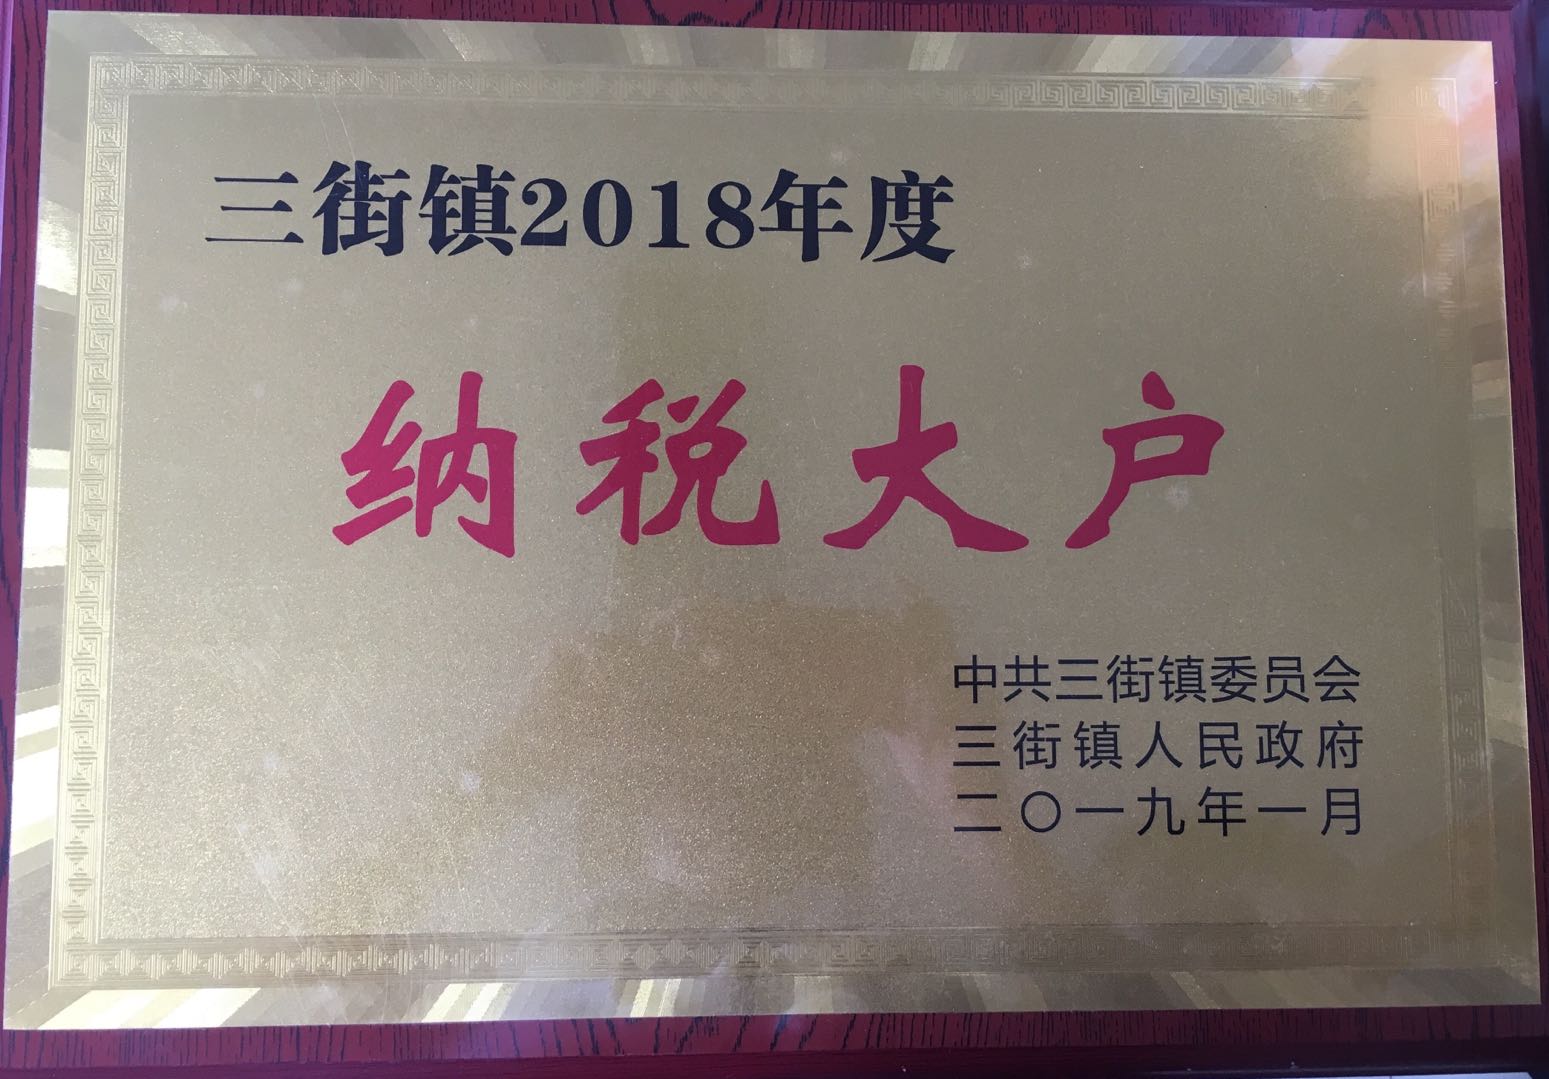 三街镇2018年度
纳税大户
中共三街镇委员会
三街镇人民政府
二〇一九年一月